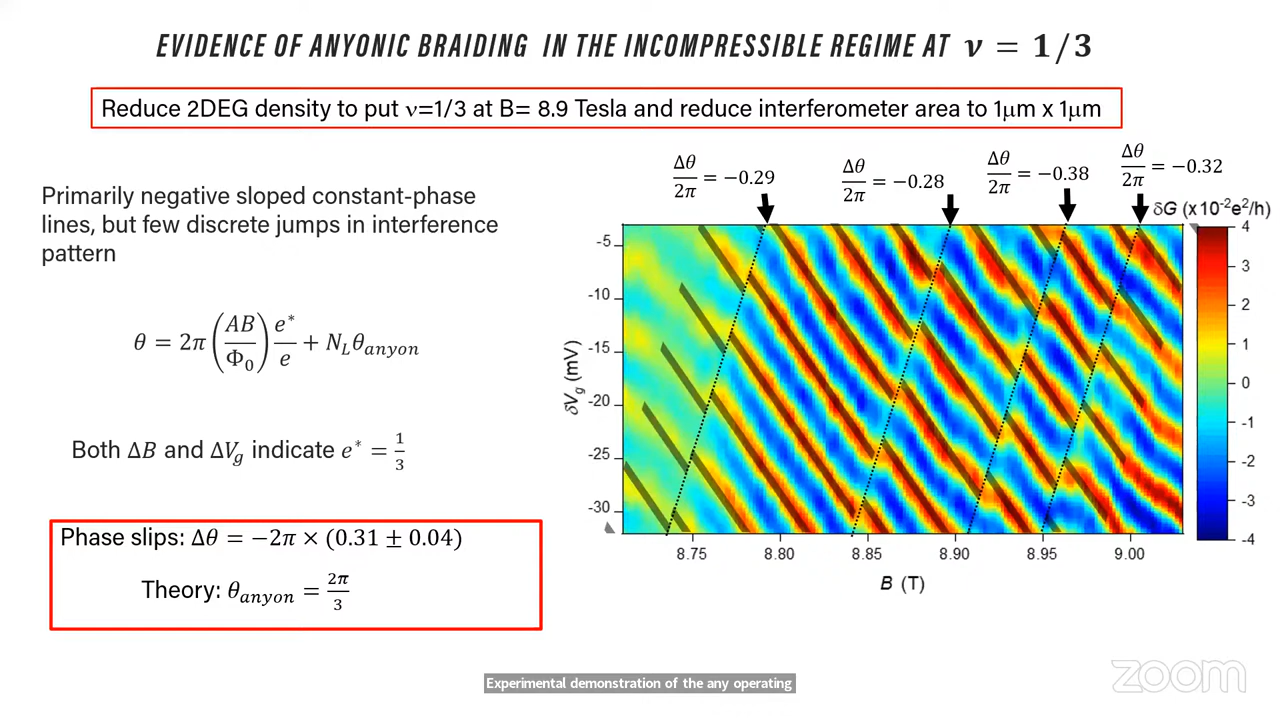 EVIDENCE OF ANYONIC BRAIDING IN THE INCOMPRESSIBLE REGIME AT ν = 1/3
Reduce 2DEG density to put ν=1/3 at B= 8.9 Tesla and reduce interferometer area to 1μm x 1μm
Primarily negative sloped constant-phase
lines, but few discrete jumps in interference
pattern
θ = 2π (AB/Φ₀) e*/e + N_L θ_anyon
Both ΔB and ΔV_g indicate e* = 1/3
Phase slips: Δθ = −2π × (0.31 ± 0.04)
Theory: θ_anyon = 2π/3
Δθ/2π = −0.29
Δθ/2π = −0.28
Δθ/2π = −0.38
Δθ/2π = −0.32
δG (x10⁻²e²/h)
δV_g (mV)
-5
-10
-15
-20
-25
-30
8.75 8.80 8.85 8.90 8.95 9.00
B (T)
4
3
2
1
0
-1
-2
-3
-4
Experimental demonstration of the any operating
zoom